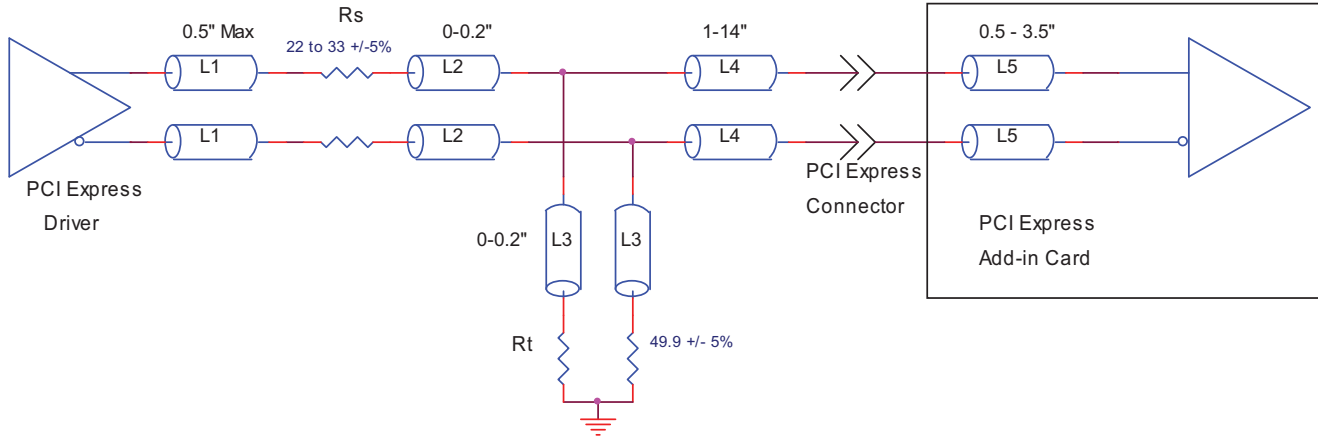 Rs
0.5" Max
22 to 33 +/-5%
0-0.2"
1-14"
0.5 - 3.5"
L1
L2
L4
L5
L1
L2
L4
L5
PCI Express
Driver
PCI Express
Connector
0-0.2"
L3
L3
PCI Express
Add-in Card
Rt
49.9 +/- 5%